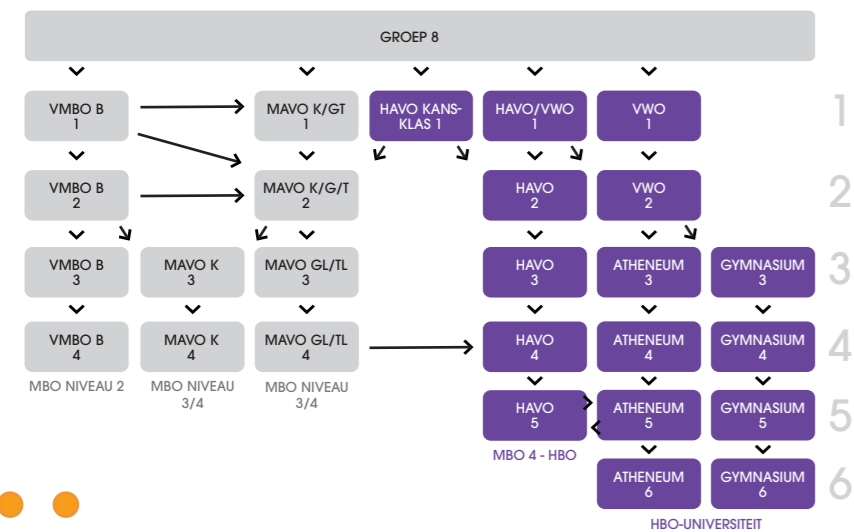 GROEP 8
VMBO B
1
MAVO K/GT
1
HAVO KANS-
KLAS 1
HAVO/VWO
1
VWO
1
1
VMBO B
2
MAVO K/G/T
2
HAVO
2
VWO
2
2
VMBO B
3
MAVO K
3
MAVO GL/TL
3
HAVO
3
ATHENEUM
3
GYMNASIUM
3
3
VMBO B
4
MAVO K
4
MAVO GL/TL
4
HAVO
4
ATHENEUM
4
GYMNASIUM
4
4
MBO NIVEAU 2
MBO NIVEAU
3/4
MBO NIVEAU
3/4
HAVO
5
ATHENEUM
5
GYMNASIUM
5
5
MBO 4 - HBO
ATHENEUM
6
GYMNASIUM
6
6
HBO-UNIVERSITEIT